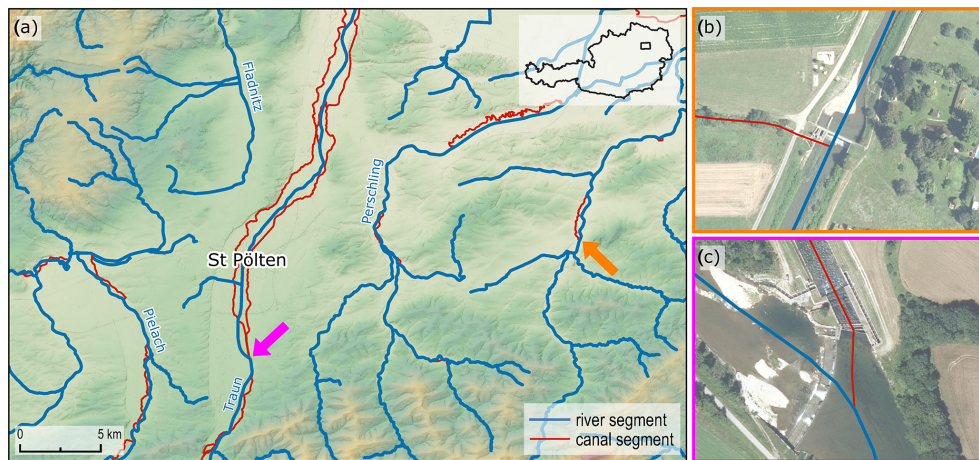 (a)
Fladnitz
Perschling
St Pölten
Pielach
Traun
0 5 km
river segment
canal segment
(b)
(c)